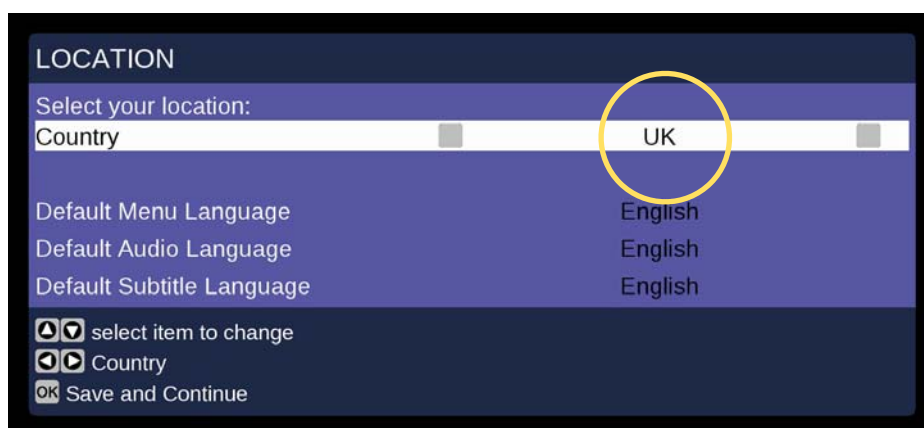 LOCATION
Select your location:
Country UK
Default Menu Language English
Default Audio Language English
Default Subtitle Language English
select item to change
Country
OK Save and Continue